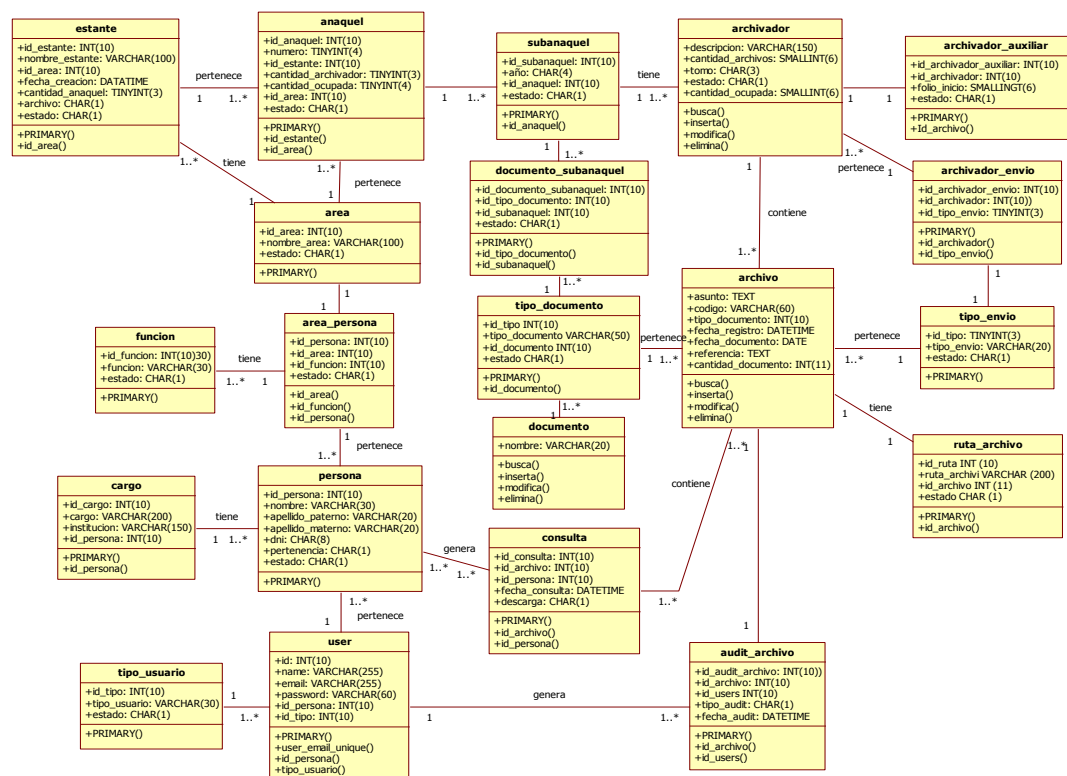 estante
+id_estante: INT(10)
+nombre_estante: VARCHAR(100)
+id_area: INT(10)
+fecha_creacion: DATATIME
+cantidad_anaquel: TINYINT(3)
+archivo: CHAR(1)
+estado: CHAR(1)
+PRIMARY()
+id_area()
pertenece
1
1..*
anaquel
+id_anaquel: INT(10)
+numero: TINYINT(4)
+id_estante: INT(10)
+cantidad_archivador: TINYINT(3)
+cantidad_ocupada: TINYINT(4)
+id_area: INT(10)
+estado: CHAR(1)
+PRIMARY()
+id_estante()
+id_area()
1
1..*
subanaquel
+id_subanaquel: INT(10)
+año: CHAR(4)
+id_anaquel: INT(10)
+estado: CHAR(1)
+PRIMARY()
+id_anaquel()
tiene
1
1..*
archivador
+descripcion: VARCHAR(150)
+cantidad_archivos: SMALLINT(6)
+tomo: CHAR(3)
+estado: CHAR(1)
+cantidad_ocupada: SMALLINT(6)
+busca()
+inserta()
+modifica()
+elimina()
1
1
archivador_auxiliar
+id_archivador_auxiliar: INT(10)
+id_archivador: INT(10)
+folio_inicio: SMALLINGT(6)
+estado: CHAR(1)
+PRIMARY()
+Id_archivo()
1..*
tiene
1
1..*
pertenece
1
1
1..*
1..*
pertenece
1
area
+id_area: INT(10)
+nombre_area: VARCHAR(100)
+estado: CHAR(1)
+PRIMARY()
documento_subanaquel
+id_documento_subanaquel: INT(10)
+id_tipo_documento: INT(10)
+id_subanaquel: INT(10)
+estado: CHAR(1)
+PRIMARY()
+id_tipo_documento()
+id_subanaquel()
1
contiene
1..*
archivador_envio
+id_archivador_envio: INT(10)
+id_archivador: INT(10))
+id_tipo_envio: TINYINT(3)
+PRIMARY()
+id_archivador()
+id_tipo_envio()
1
1
1..*
1
1
1
area_persona
+id_persona: INT(10)
+id_area: INT(10)
+id_funcion: INT(10)
+estado: CHAR(1)
+id_area()
+id_funcion()
+id_persona()
funcion
+id_funcion: INT(10)30)
+funcion: VARCHAR(30)
+estado: CHAR(1)
+PRIMARY()
tiene
1..*
1
tipo_documento
+id_tipo INT(10)
+tipo_documento VARCHAR(50)
+id_documento INT(10)
+estado CHAR(1)
+PRIMARY()
+id_documento()
pertenece
1
1..*
archivo
+asunto: TEXT
+codigo: VARCHAR(60)
+tipo_documento: INT(10)
+fecha_registro: DATETIME
+fecha_documento: DATE
+referencia: TEXT
+cantidad_documento: INT(11)
+busca()
+inserta()
+modifica()
+elimina()
pertenece
1..*
1
tipo_envio
+id_tipo: TINYINT(3)
+tipo_envio: VARCHAR(20)
+estado: CHAR(1)
+PRIMARY()
1..*
1
documento
+nombre: VARCHAR(20)
+busca()
+inserta()
+modifica()
+elimina()
1
tiene
1
ruta_archivo
+id_ruta INT (10)
+ruta_archivi VARCHAR (200)
+id_archivo INT (11)
+estado CHAR (1)
+PRIMARY()
+id_archivo()
1
pertenece
1..*
1..*
1
contiene
1..*
cargo
+id_cargo: INT(10)
+cargo: VARCHAR(200)
+institucion: VARCHAR(150)
+id_persona: INT(10)
+PRIMARY()
+id_persona()
tiene
1
1..*
persona
+id_persona: INT(10)
+nombre: VARCHAR(30)
+apellido_paterno: VARCHAR(20)
+apellido_materno: VARCHAR(20)
+dni: CHAR(8)
+pertenencia: CHAR(1)
+estado: CHAR(1)
+PRIMARY()
genera
1..*
1..*
consulta
+id_consulta: INT(10)
+id_archivo: INT(10)
+id_persona: INT(10)
+fecha_consulta: DATETIME
+descarga: CHAR(1)
+PRIMARY()
+id_archivo()
+id_persona()
1..*
pertenece
1
1
tipo_usuario
+id_tipo: INT(10)
+tipo_usuario: VARCHAR(30)
+estado: CHAR(1)
+PRIMARY()
1
1..*
user
+id: INT(10)
+name: VARCHAR(255)
+email: VARCHAR(255)
+password: VARCHAR(60)
+id_persona: INT(10)
+id_tipo: INT(10)
+PRIMARY()
+user_email_unique()
+id_persona()
+tipo_usuario()
genera
1
1..*
audit_archivo
+id_audit_archivo: INT(10))
+id_archivo: INT(10)
+id_users INT(10)
+tipo_audit: CHAR(1)
+fecha_audit: DATETIME
+PRIMARY()
+id_archivo()
+id_users()